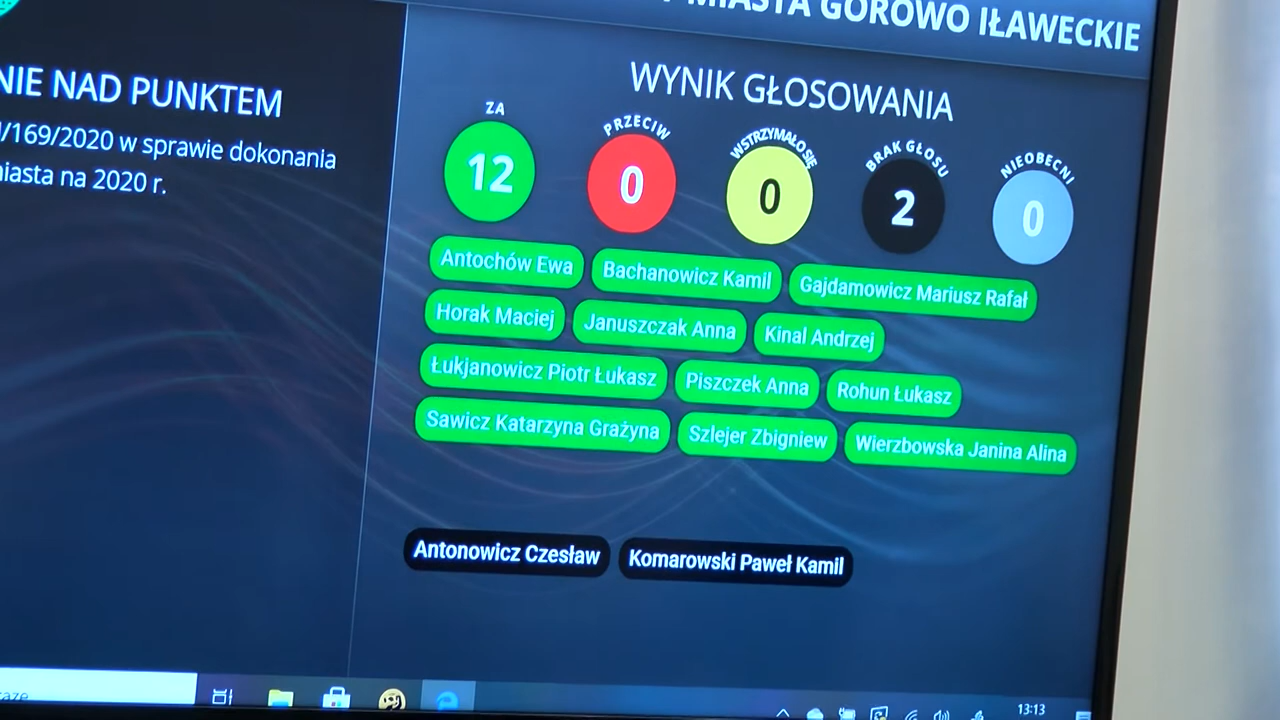 MIASTA GÓROWO IŁAWECKIE
NIE NAD PUNKTEM
/169/2020 w sprawie dokonania
miasta na 2020 r.
WYNIK GŁOSOWANIA
ZA PRZECIW WSTRZYMAŁO SIĘ BRAK GŁOSU NIEOBECNI
12 0 0 2 0
Antochów Ewa Bachanowicz Kamil Gajdamowicz Mariusz Rafał
Horak Maciej Januszczak Anna Kinal Andrzej
Łukjanowicz Piotr Łukasz Piszczek Anna Rohun Łukasz
Sawicz Katarzyna Grażyna Szlejer Zbigniew Wierzbowska Janina Alina
Antonowicz Czesław Komarowski Paweł Kamil
13:13